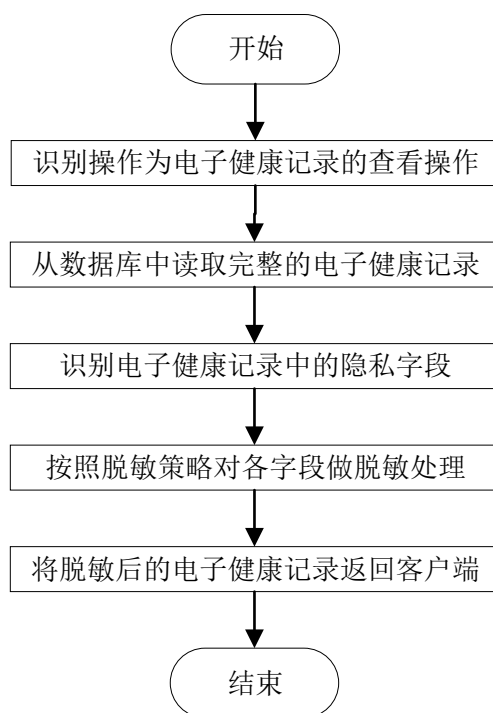 开始
识别操作为电子健康记录的查看操作
从数据库中读取完整的电子健康记录
识别电子健康记录中的隐私字段
按照脱敏策略对各字段做脱敏处理
将脱敏后的电子健康记录返回客户端
结束